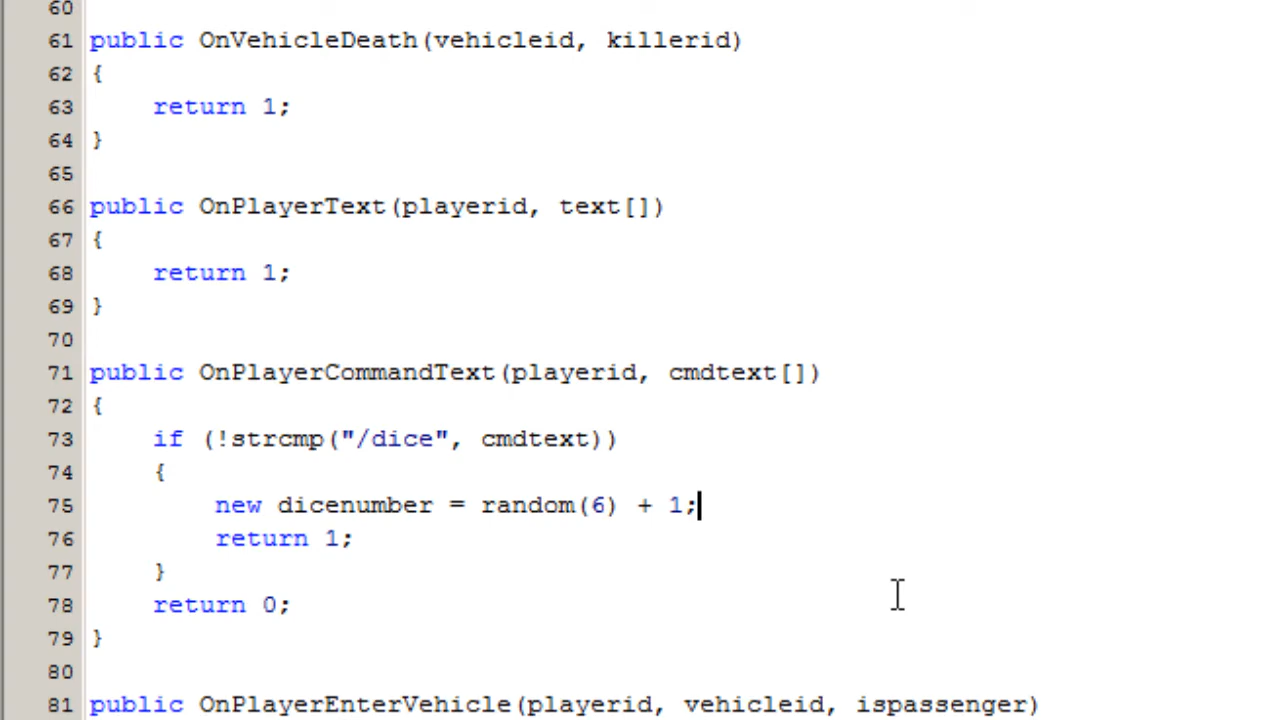 60
61 public OnVehicleDeath(vehicleid, killerid)
62 {
63     return 1;
64 }
65
66 public OnPlayerText(playerid, text[])
67 {
68     return 1;
69 }
70
71 public OnPlayerCommandText(playerid, cmdtext[])
72 {
73     if (!strcmp("/dice", cmdtext))
74     {
75         new dicenumber = random(6) + 1;
76         return 1;
77     }
78     return 0;
79 }
80
81 public OnPlayerEnterVehicle(playerid, vehicleid, ispassenger)